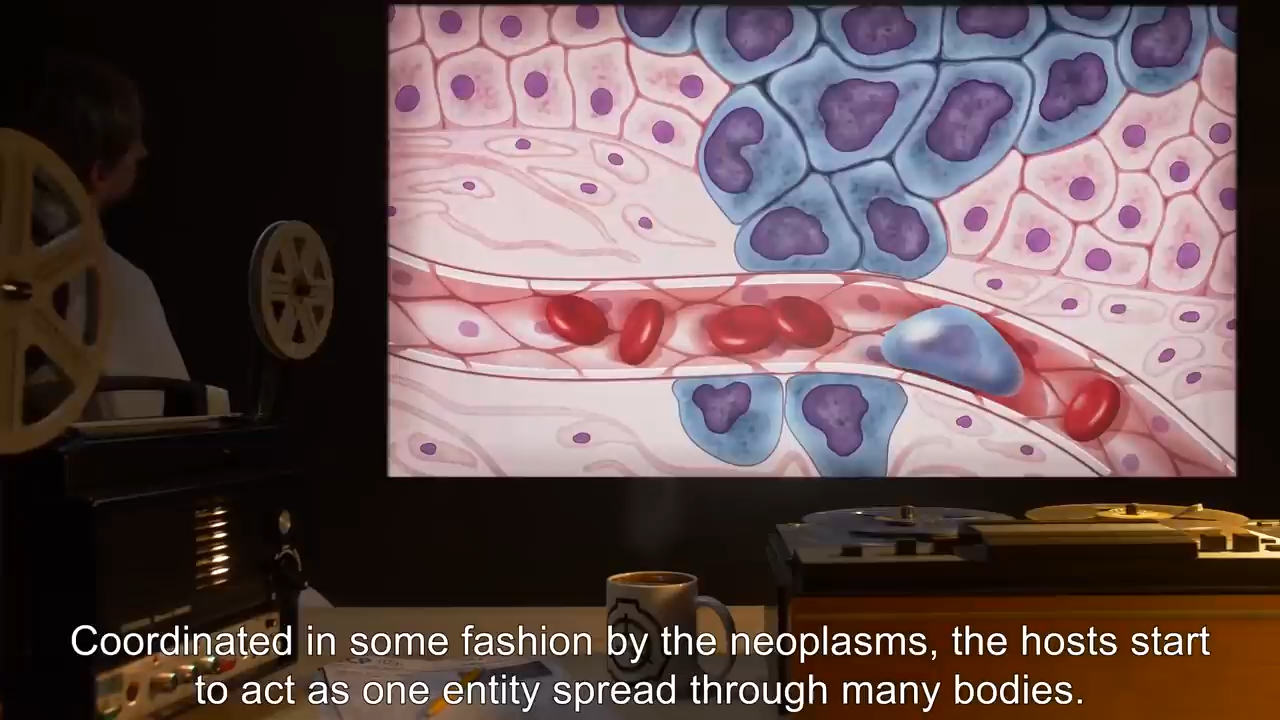 Coordinated in some fashion by the neoplasms, the hosts start
to act as one entity spread through many bodies.